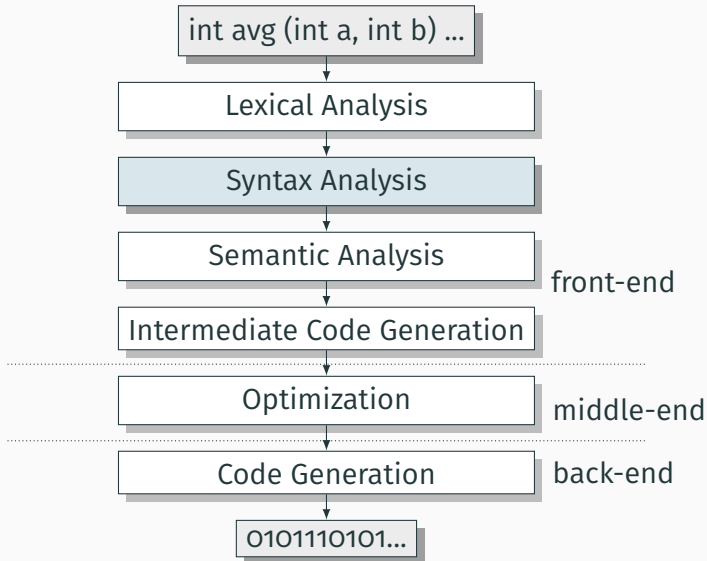 int avg (int a, int b) ...
Lexical Analysis
Syntax Analysis
Semantic Analysis
front-end
Intermediate Code Generation
Optimization
middle-end
Code Generation
back-end
0101110101...